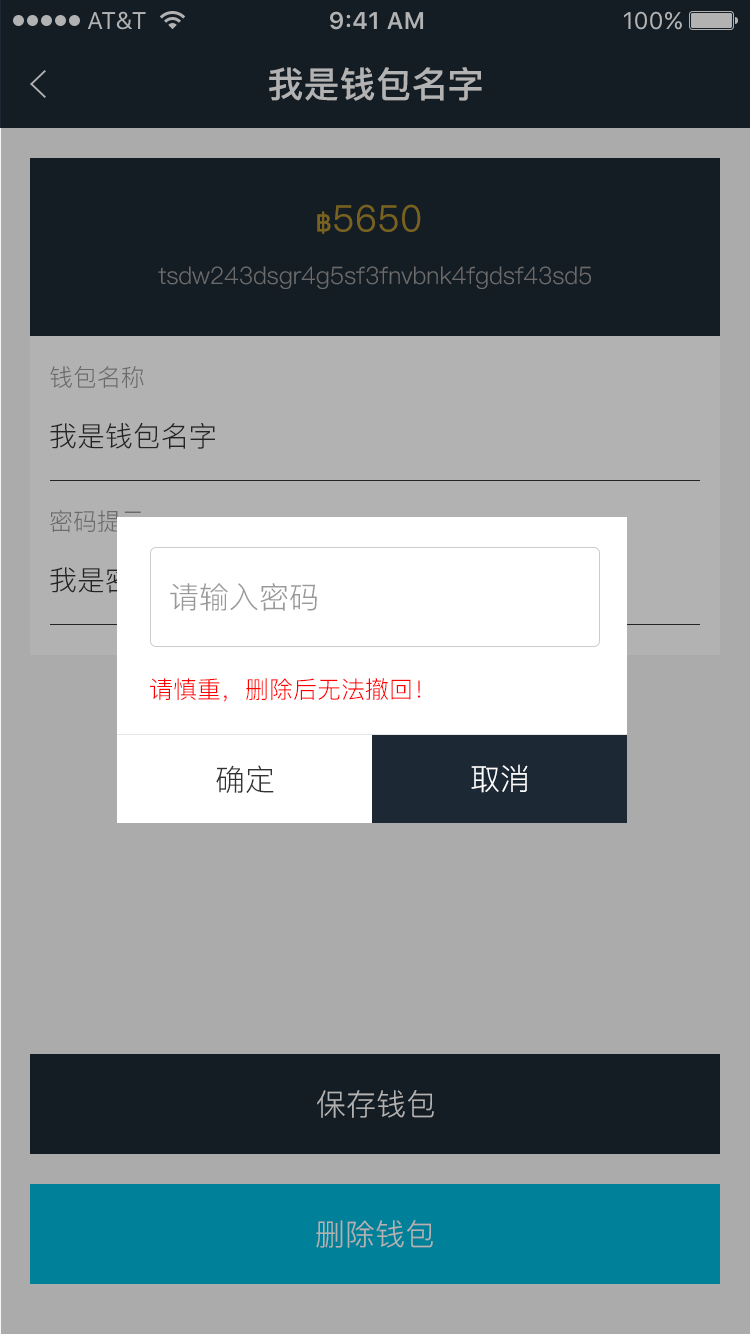 AT&T 9:41 AM 100%
我是钱包名字
฿5650
tsdw243dsgr4g5sf3fnvbnk4fgdsf43sd5
钱包名称
我是钱包名字
密码提示
我是密
请输入密码
请慎重，删除后无法撤回！
确定 取消
保存钱包
删除钱包